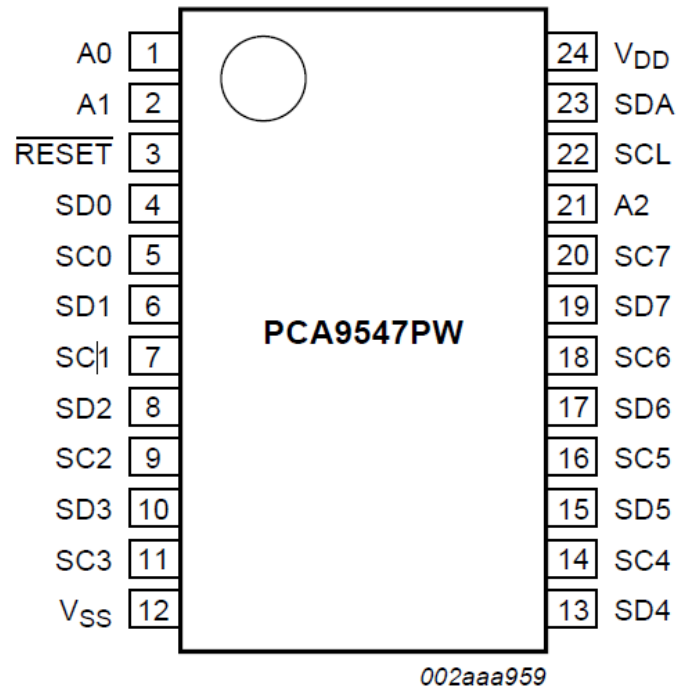 A0 1 24 VDD
A1 2 23 SDA
RESET 3 22 SCL
SD0 4 21 A2
SC0 5 20 SC7
SD1 6 19 SD7
PCA9547PW
SC1 7 18 SC6
SD2 8 17 SD6
SC2 9 16 SC5
SD3 10 15 SD5
SC3 11 14 SC4
VSS 12 13 SD4
002aaa959